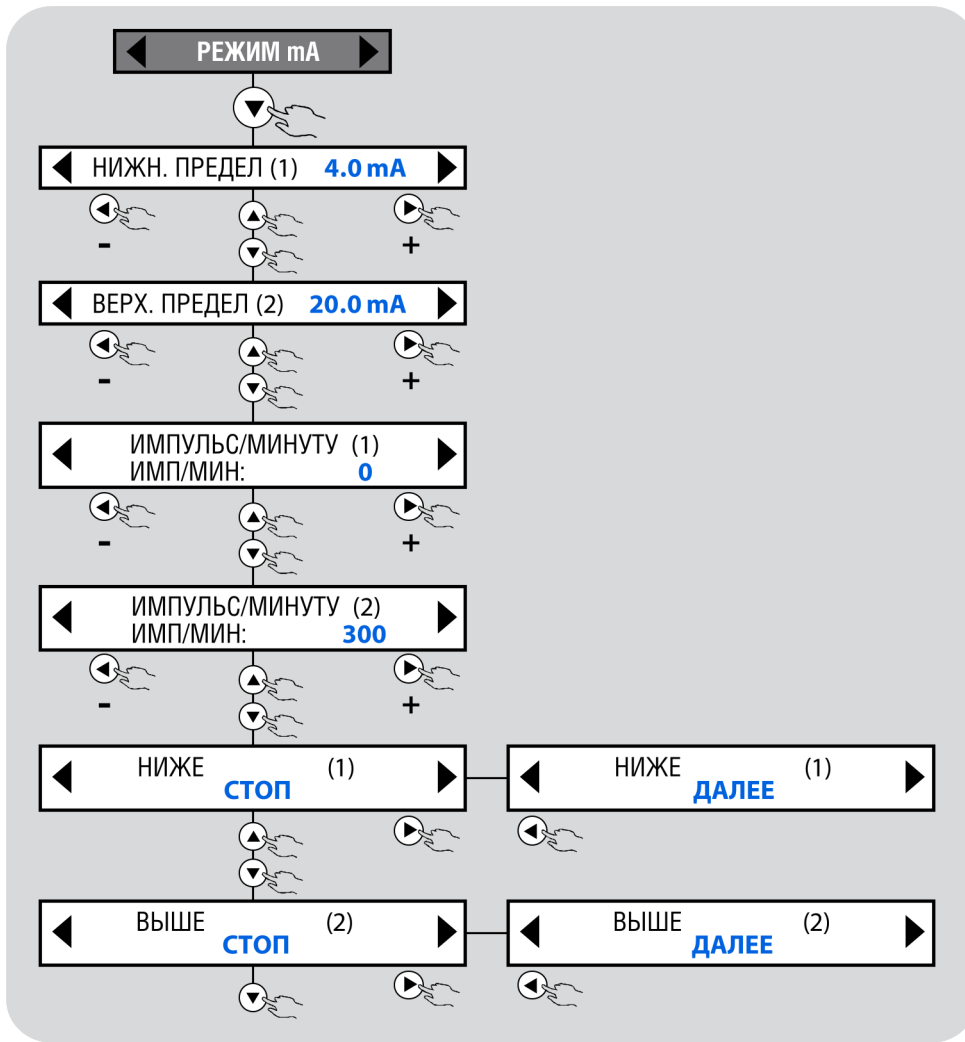 РЕЖИМ mA
НИЖН. ПРЕДЕЛ (1) 4.0 mA
- +
ВЕРХ. ПРЕДЕЛ (2) 20.0 mA
- +
ИМПУЛЬС/МИНУТУ (1)
ИМП/МИН: 0
- +
ИМПУЛЬС/МИНУТУ (2)
ИМП/МИН: 300
- +
НИЖЕ (1)
СТОП
НИЖЕ (1)
ДАЛЕЕ
ВЫШЕ (2)
СТОП
ВЫШЕ (2)
ДАЛЕЕ